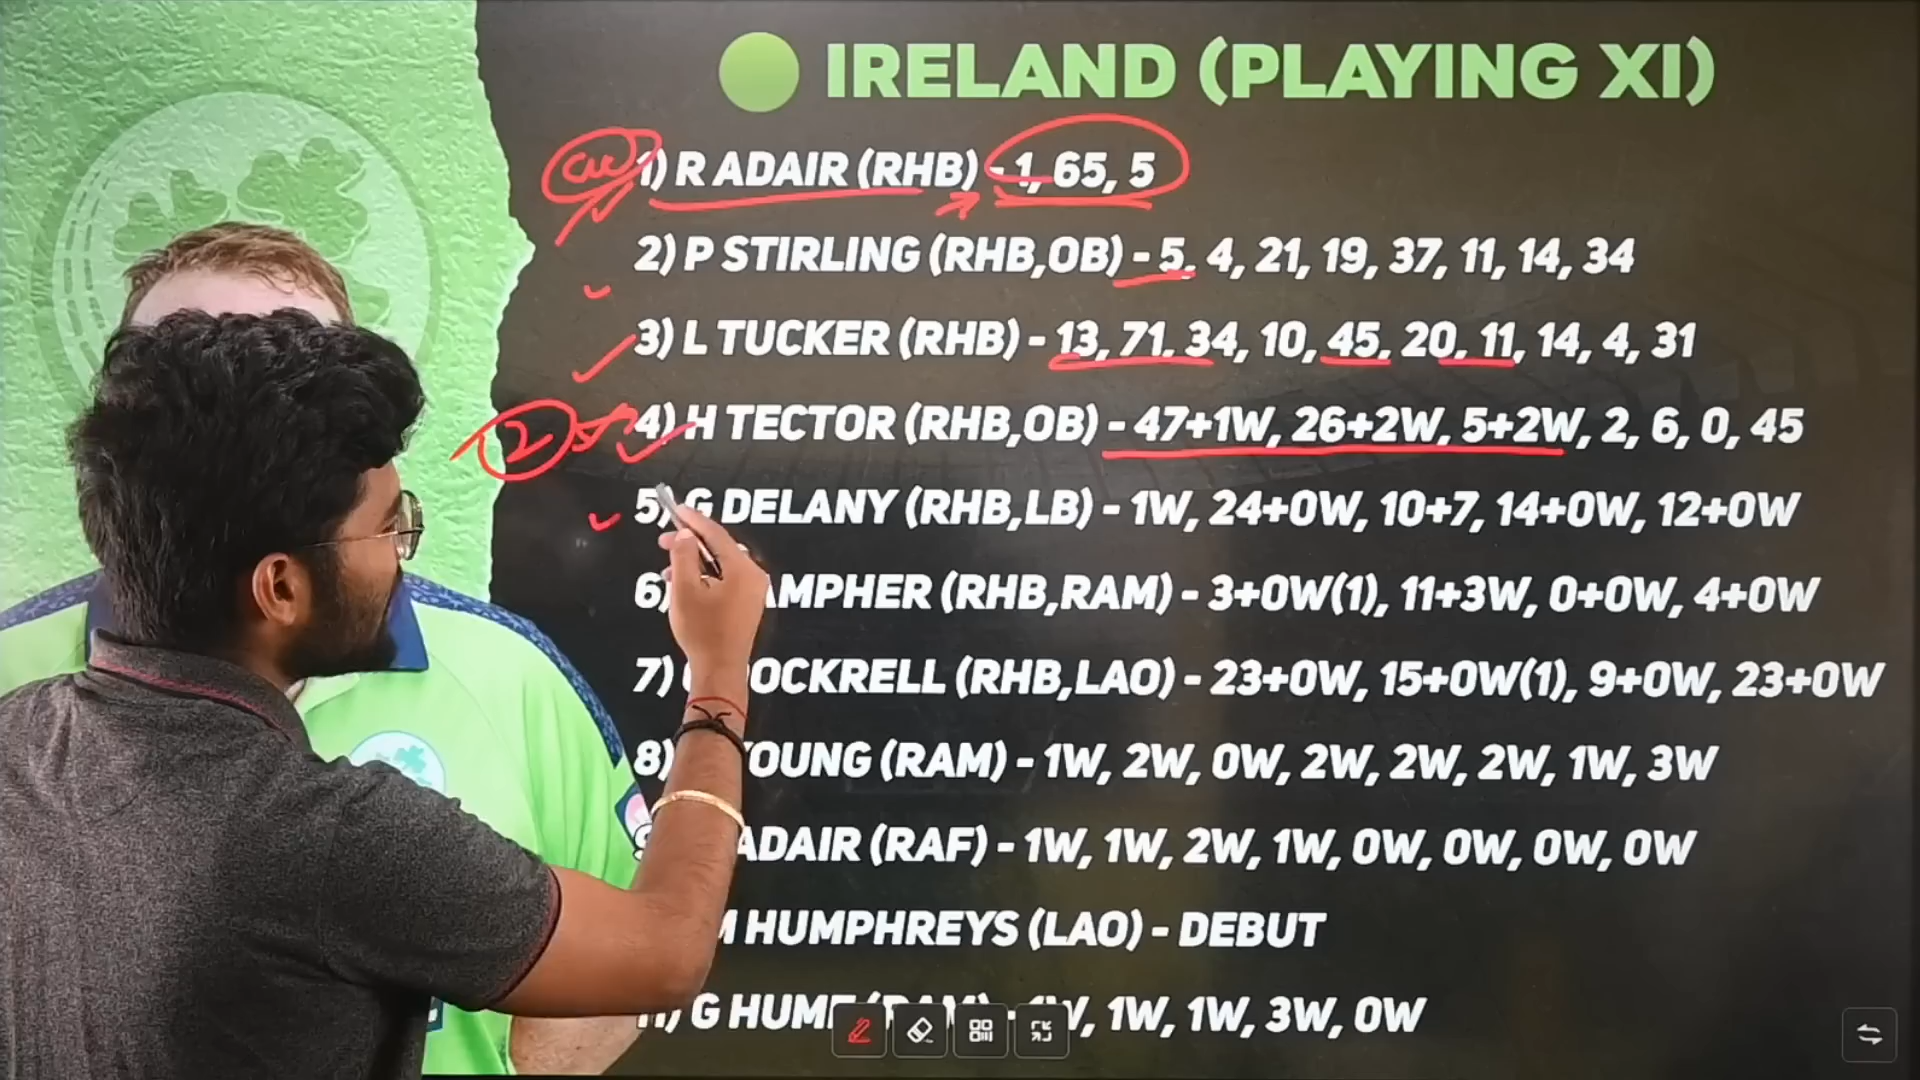 IRELAND (PLAYING XI)
1) R ADAIR (RHB) - 1, 65, 5
2) P STIRLING (RHB,OB) - 5, 4, 21, 19, 37, 11, 14, 34
3) L TUCKER (RHB) - 13, 71, 34, 10, 45, 20, 11, 14, 4, 31
2 4) H TECTOR (RHB,OB) - 47+1W, 26+2W, 5+2W, 2, 6, 0, 45
5) G DELANY (RHB,LB) - 1W, 24+0W, 10+7, 14+0W, 12+0W
6) AMPHER (RHB,RAM) - 3+0W(1), 11+3W, 0+0W, 4+0W
7) OCKRELL (RHB,LAO) - 23+0W, 15+0W(1), 9+0W, 23+0W
8) OUNG (RAM) - 1W, 2W, 0W, 2W, 2W, 2W, 1W, 3W
ADAIR (RAF) - 1W, 1W, 2W, 1W, 0W, 0W, 0W, 0W
M HUMPHREYS (LAO) - DEBUT
G HUME (RAM) - 1W, 1W, 1W, 3W, 0W